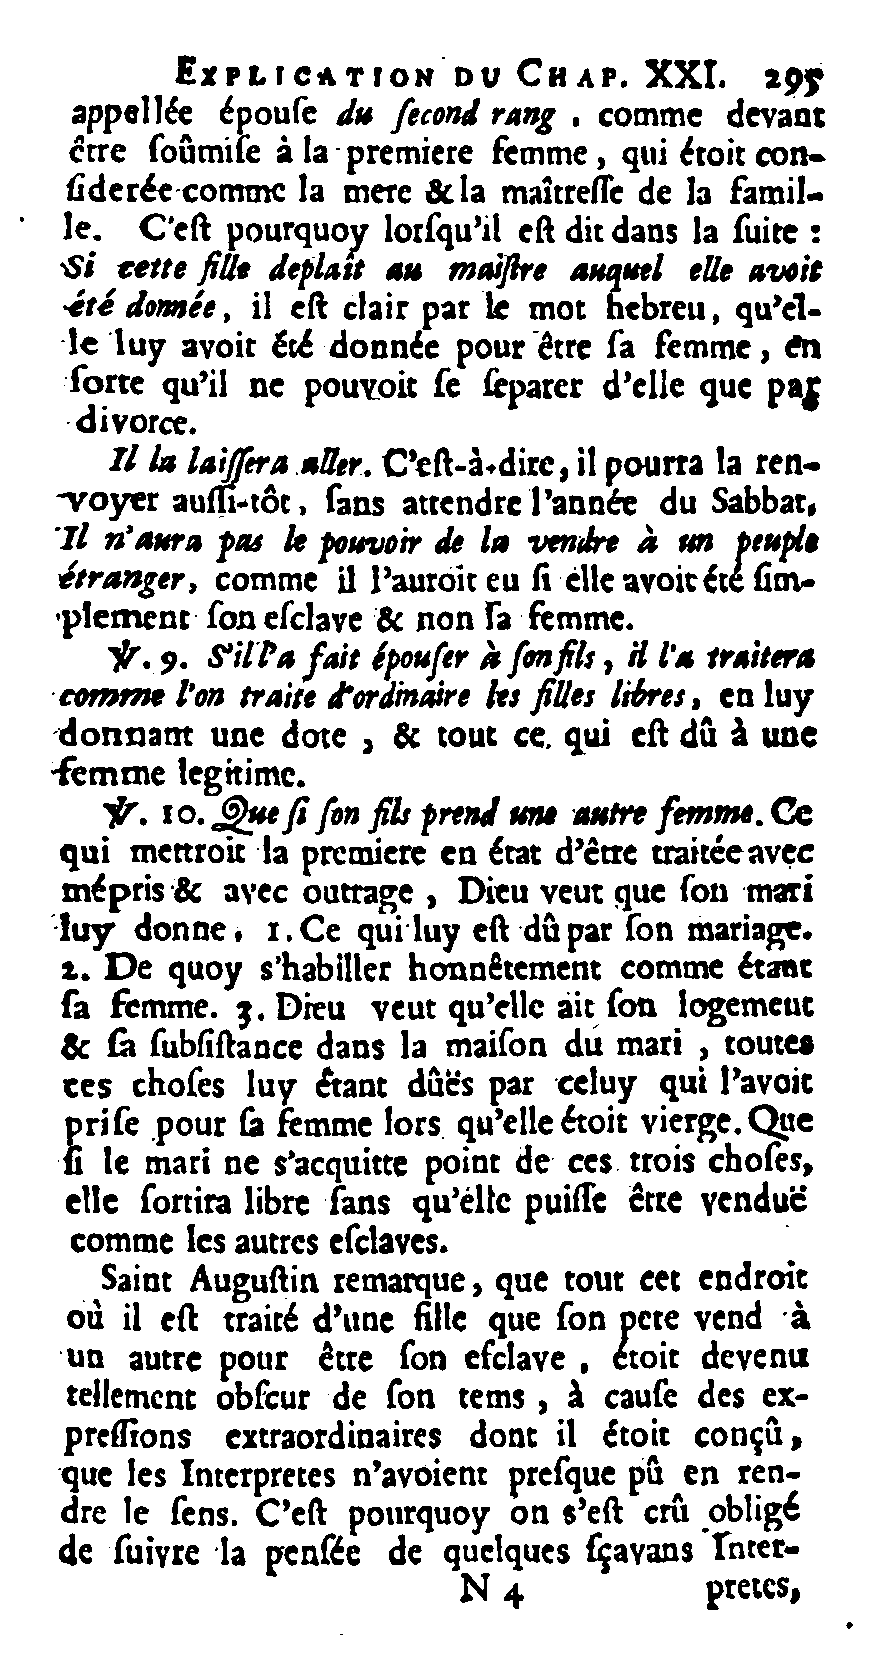 EXPLICATION DU CHAP. XXI. 295
appellée épouſe du ſecond rang, comme devant
être ſoûmiſe à la premiere femme, qui étoit con-
ſiderée comme la mere & la maîtreſſe de la famil-
le. C'eſt pourquoy lorſqu'il eſt dit dans la ſuite :
Si cette fille deplaît au maiſtre auquel elle avoit
été donnée, il eſt clair par le mot hebreu, qu'el-
le luy avoit été donnée pour être ſa femme, en
ſorte qu'il ne pouvoit ſe ſeparer d'elle que par
divorce.
Il la laiſſera aller. C'eſt-à-dire, il pourra la ren-
voyer auſſi-tôt, ſans attendre l'année du Sabbat,
Il n'aura pas le pouvoir de la vendre à un peuple
étranger, comme il l'auroit eu ſi elle avoit été ſim-
plement ſon eſclave & non ſa femme.
℣. 9. S'il l'a fait épouſer à ſon fils, il l'a traitera
comme l'on traite d'ordinaire les filles libres, en luy
donnant une dote, & tout ce qui eſt dû à une
femme legitime.
℣. 10. Que ſi ſon fils prend une autre femme. Ce
qui mettroit la premiere en état d'être traitée avec
mépris & avec outrage, Dieu veut que ſon mari
luy donne, 1. Ce qui luy eſt dû par ſon mariage.
2. De quoy s'habiller honnêtement comme étant
ſa femme. 3. Dieu veut qu'elle ait ſon logement
& ſa ſubſiſtance dans la maiſon du mari, toutes
ces choſes luy étant dûës par celuy qui l'avoit
priſe pour ſa femme lors qu'elle étoit vierge. Que
ſi le mari ne s'acquitte point de ces trois choſes,
elle ſortira libre ſans qu'elle puiſſe être venduë
comme les autres eſclaves.
Saint Auguſtin remarque, que tout cet endroit
où il eſt traité d'une fille que ſon pere vend à
un autre pour être ſon eſclave, étoit devenu
tellement obſcur de ſon tems, à cauſe des ex-
preſſions extraordinaires dont il étoit conçû,
que les Interpretes n'avoient preſque pû en ren-
dre le ſens. C'eſt pourquoy on s'eſt crû obligé
de ſuivre la penſée de quelques ſçavans Inter-
N 4 pretes,